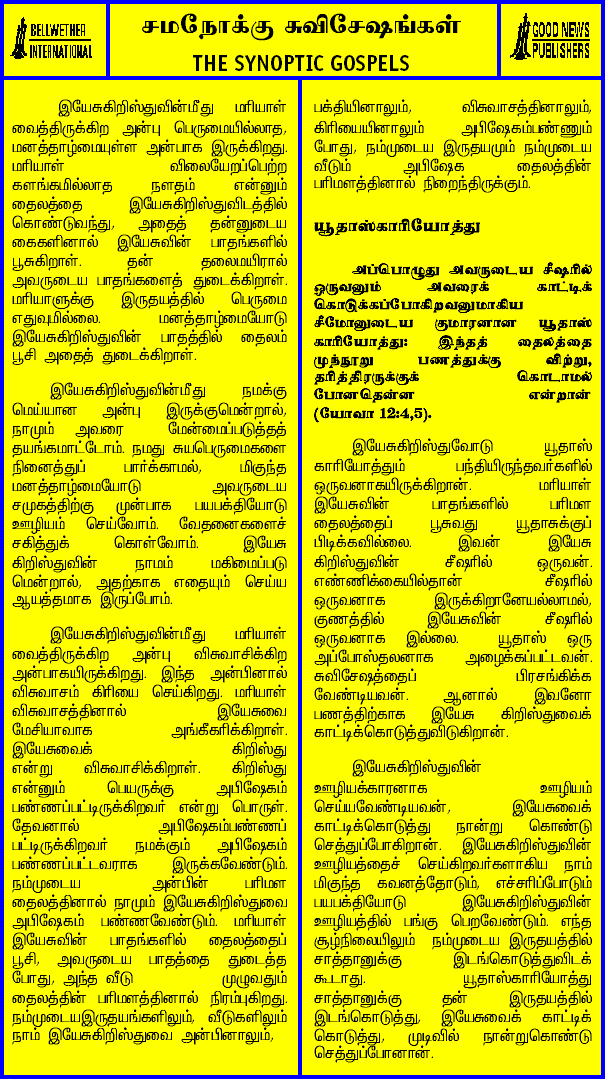 BELLWETHER
INTERNATIONAL
சமநோக்கு சுவிசேஷங்கள்
THE SYNOPTIC GOSPELS
GOOD NEWS
PUBLISHERS
இயேசுகிறிஸ்துவின்மீது மரியாள்
வைத்திருக்கிற அன்பு பெருமையில்லாத,
மனத்தாழ்மையுள்ள அன்பாக இருக்கிறது.
மரியாள் விலையேறப்பெற்ற
களங்கமில்லாத நளதம் என்னும்
தைலத்தை இயேசுகிறிஸ்துவிடத்தில்
கொண்டுவந்து, அதைத் தன்னுடைய
கைகளினால் இயேசுவின் பாதங்களில்
பூசுகிறாள். தன் தலைமயிரால்
அவருடைய பாதங்களைத் துடைக்கிறாள்.
மரியாளுக்கு இருதயத்தில் பெருமை
எதுவுமில்லை. மனத்தாழ்மையோடு
இயேசுகிறிஸ்துவின் பாதத்தில் தைலம்
பூசி அதைத் துடைக்கிறாள்.
இயேசுகிறிஸ்துவின்மீது நமக்கு
மெய்யான அன்பு இருக்குமென்றால்,
நாமும் அவரை மேன்மைப்படுத்தத்
தயங்கமாட்டோம். நமது சுயபெருமைகளை
நினைத்துப் பார்க்காமல், மிகுந்த
மனத்தாழ்மையோடு அவருடைய
சமுகத்திற்கு முன்பாக பயபக்தியோடு
ஊழியம் செய்வோம். வேதனைகளைச்
சகித்துக் கொள்வோம். இயேசு
கிறிஸ்துவின் நாமம் மகிமைப்படு
மென்றால், அதற்காக எதையும் செய்ய
ஆயத்தமாக இருப்போம்.
இயேசுகிறிஸ்துவின்மீது மரியாள்
வைத்திருக்கிற அன்பு விசுவாசிக்கிற
அன்பாகயிருக்கிறது. இந்த அன்பினால்
விசுவாசம் கிரியை செய்கிறது. மரியாள்
விசுவாசத்தினால் இயேசுவை
மேசியாவாக அங்கீகரிக்கிறாள்.
இயேசுவைக் கிறிஸ்து
என்று விசுவாசிக்கிறாள். கிறிஸ்து
என்னும் பெயருக்கு அபிஷேகம்
பண்ணப்பட்டிருக்கிறவர் என்று பொருள்.
தேவனால் அபிஷேகம்பண்ணப்
பட்டிருக்கிறவர் நமக்கும் அபிஷேகம்
பண்ணப்பட்டவராக இருக்கவேண்டும்.
நம்முடைய அன்பின் பரிமள
தைலத்தினால் நாமும் இயேசுகிறிஸ்துவை
அபிஷேகம் பண்ணவேண்டும். மரியாள்
இயேசுவின் பாதங்களில் தைலத்தைப்
பூசி, அவருடைய பாதத்தை துடைத்த
போது, அந்த வீடு முழுவதும்
தைலத்தின் பரிமளத்தினால் நிரம்புகிறது.
நம்முடையஇருதயங்களிலும், வீடுகளிலும்
நாம் இயேசுகிறிஸ்துவை அன்பினாலும்,
பக்தியினாலும், விசுவாசத்தினாலும்,
கிரியையினாலும் அபிஷேகம்பண்ணும்
போது, நம்முடைய இருதயமும் நம்முடைய
வீடும் அபிஷேக தைலத்தின்
பரிமளத்தினால் நிறைந்திருக்கும்.
யூதாஸ்காரியோத்து
அப்பொழுது அவருடைய சீஷரில்
ஒருவனும் அவரைக் காட்டிக்
கொடுக்கப்போகிறவனுமாகிய
சீமோனுடைய குமாரனான யூதாஸ்
காரியோத்து: இந்தத் தைலத்தை
முந்நூறு பணத்துக்கு விற்று,
தரித்திரருக்குக் கொடாமல்
போனதென்ன என்றான்
(யோவா 12:4,5).
இயேசுகிறிஸ்துவோடு யூதாஸ்
காரியோத்தும் பந்தியிருந்தவர்களில்
ஒருவனாகயிருக்கிறான். மரியாள்
இயேசுவின் பாதங்களில் பரிமள
தைலத்தைப் பூசுவது யூதாசுக்குப்
பிடிக்கவில்லை. இவன் இயேசு
கிறிஸ்துவின் சீஷரில் ஒருவன்.
எண்ணிக்கையில்தான் சீஷரில்
ஒருவனாக இருக்கிறானேயல்லாமல்,
குணத்தில் இயேசுவின் சீஷரில்
ஒருவனாக இல்லை. யூதாஸ் ஒரு
அப்போஸ்தலனாக அழைக்கப்பட்டவன்.
சுவிசேஷத்தைப் பிரசங்கிக்க
வேண்டியவன். ஆனால் இவனோ
பணத்திற்காக இயேசு கிறிஸ்துவைக்
காட்டிக்கொடுத்துவிடுகிறான்.
இயேசுகிறிஸ்துவின்
ஊழியக்காரனாக ஊழியம்
செய்யவேண்டியவன், இயேசுவைக்
காட்டிக்கொடுத்து நான்று கொண்டு
செத்துப்போகிறான். இயேசுகிறிஸ்துவின்
ஊழியத்தைச் செய்கிறவர்களாகிய நாம்
மிகுந்த கவனத்தோடும், எச்சரிப்போடும்
பயபக்தியோடு இயேசுகிறிஸ்துவின்
ஊழியத்தில் பங்கு பெறவேண்டும். எந்த
சூழ்நிலையிலும் நம்முடைய இருதயத்தில்
சாத்தானுக்கு இடங்கொடுத்துவிடக்
கூடாது. யூதாஸ்காரியோத்து
சாத்தானுக்கு தன் இருதயத்தில்
இடங்கொடுத்து, இயேசுவைக் காட்டிக்
கொடுத்து, முடிவில் நான்றுகொண்டு
செத்துப்போனான்.